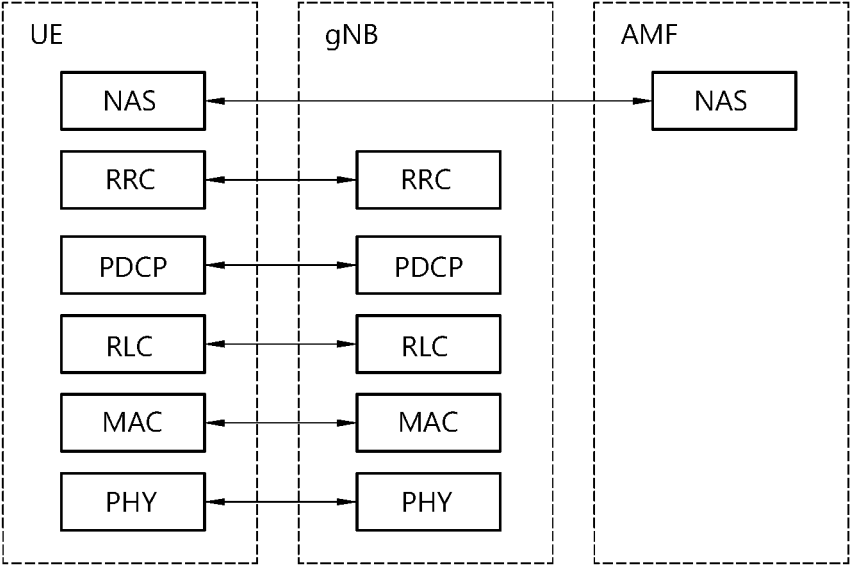 UE
gNB
AMF
NAS
NAS
RRC
RRC
PDCP
PDCP
RLC
RLC
MAC
MAC
PHY
PHY